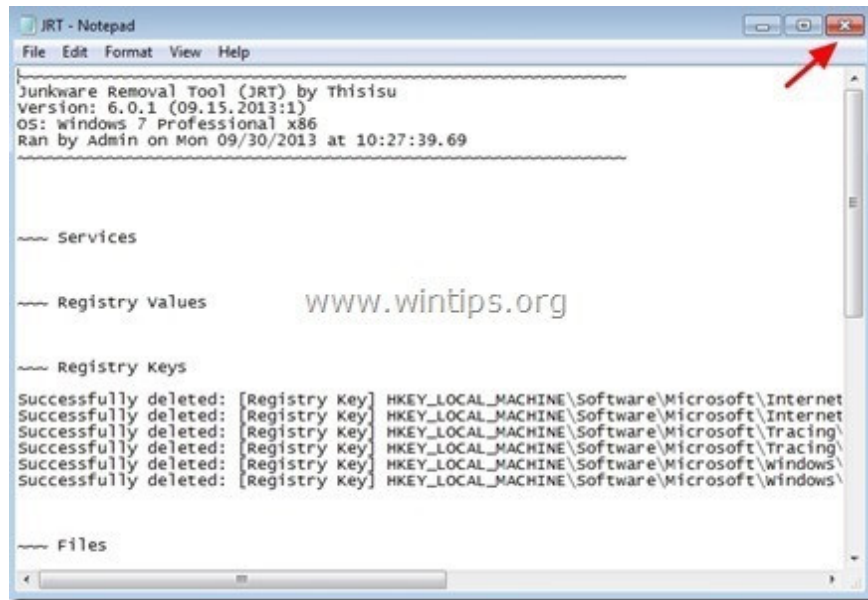 JRT - Notepad
File Edit Format View Help
~~~~~~~~~~~~~~~~~~~~~~~~~~~~~~~~~~~~~~~~~~~~~~~~~~~~~~~~~~~~~~~~~~~~~~~~~~~~~
Junkware Removal Tool (JRT) by Thisisu
Version: 6.0.1 (09.15.2013:1)
OS: Windows 7 Professional x86
Ran by Admin on Mon 09/30/2013 at 10:27:39.69
~~~~~~~~~~~~~~~~~~~~~~~~~~~~~~~~~~~~~~~~~~~~~~~~~~~~~~~~~~~~~~~~~~~~~~~~~~~~~
~~~ Services
~~~ Registry Values
www.wintips.org
~~~ Registry Keys
Successfully deleted: [Registry Key] HKEY_LOCAL_MACHINE\Software\Microsoft\Internet
Successfully deleted: [Registry Key] HKEY_LOCAL_MACHINE\Software\Microsoft\Internet
Successfully deleted: [Registry Key] HKEY_LOCAL_MACHINE\Software\Microsoft\Tracing\
Successfully deleted: [Registry Key] HKEY_LOCAL_MACHINE\Software\Microsoft\Tracing\
Successfully deleted: [Registry Key] HKEY_LOCAL_MACHINE\Software\Microsoft\Windows\
Successfully deleted: [Registry Key] HKEY_LOCAL_MACHINE\Software\Microsoft\Windows\
~~~ Files